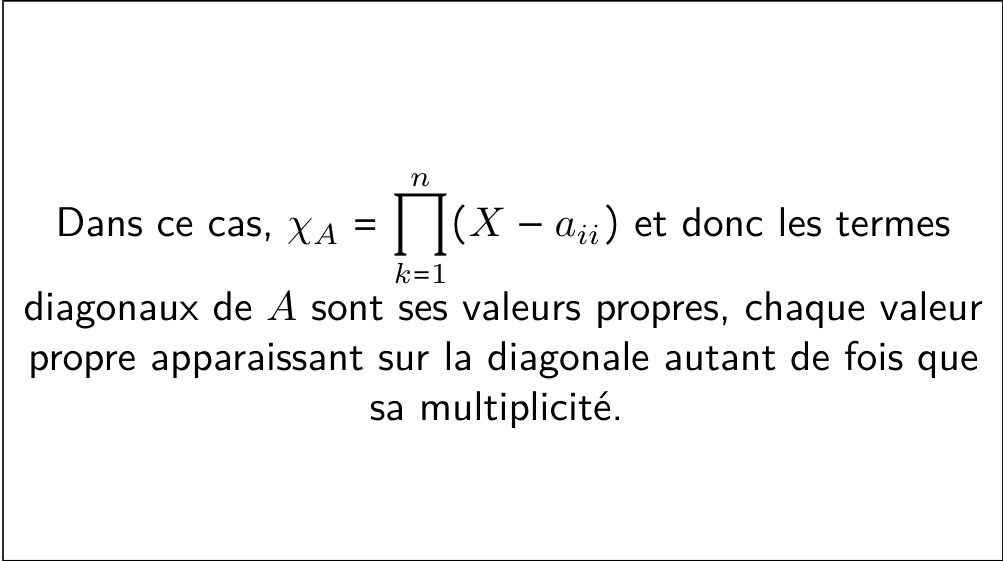 Dans ce cas, $\chi_A = \prod_{k=1}^{n} (X - a_{ii})$ et donc les termes
diagonaux de $A$ sont ses valeurs propres, chaque valeur
propre apparaissant sur la diagonale autant de fois que
sa multiplicité.